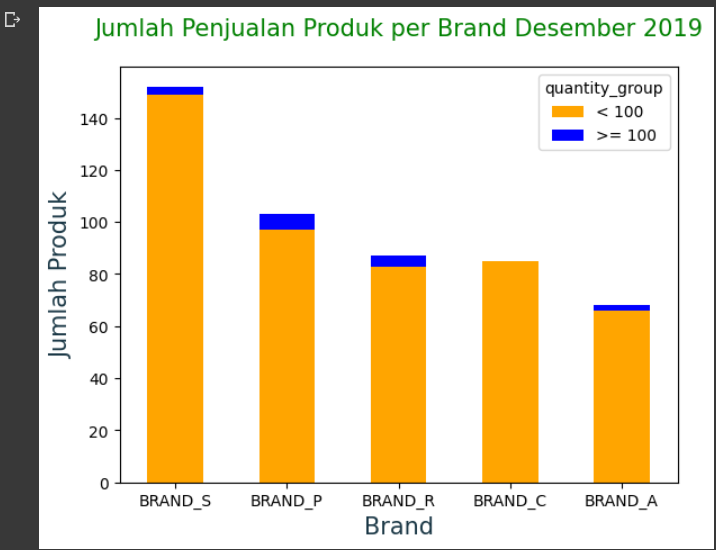 Jumlah Penjualan Produk per Brand Desember 2019
quantity_group
< 100
>= 100
140
120
100
80
60
40
20
0
Jumlah Produk
BRAND_S BRAND_P BRAND_R BRAND_C BRAND_A
Brand